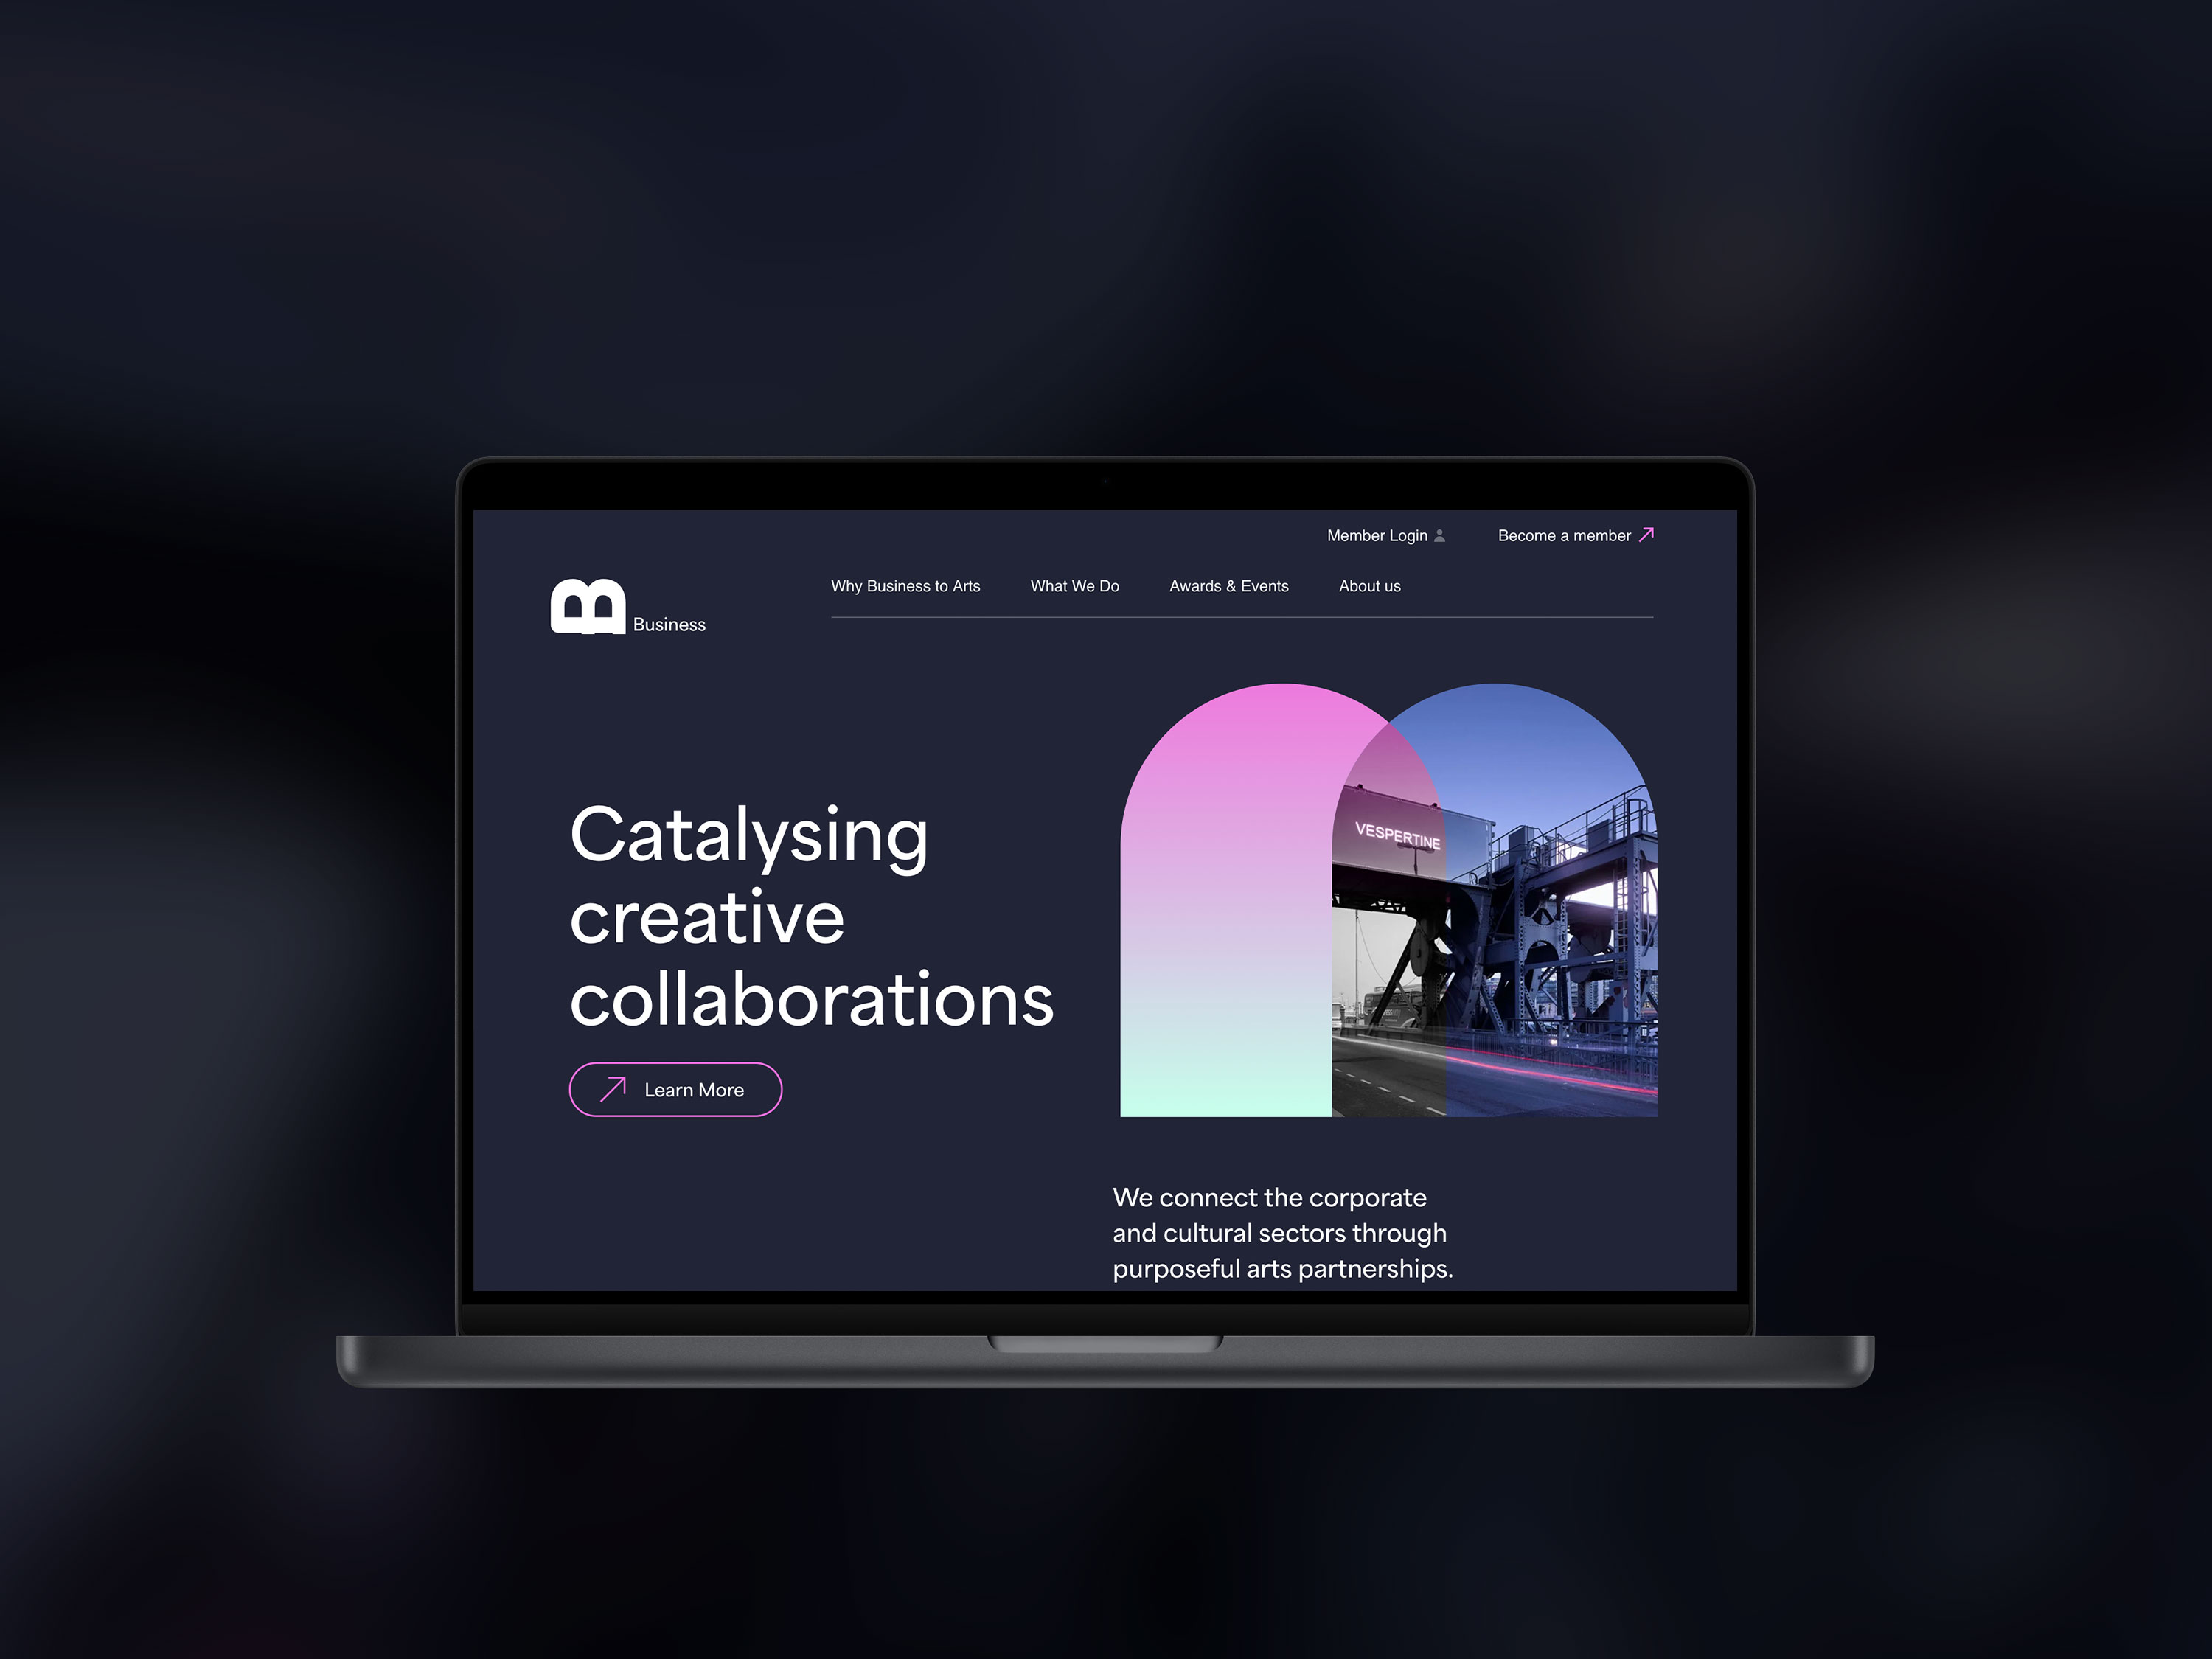 Member Login
Become a member
Why Business to Arts
What We Do
Awards & Events
About us
B
Business
Catalysing
creative
collaborations
VESPERTINE
Learn More
We connect the corporate
and cultural sectors through
purposeful arts partnerships.